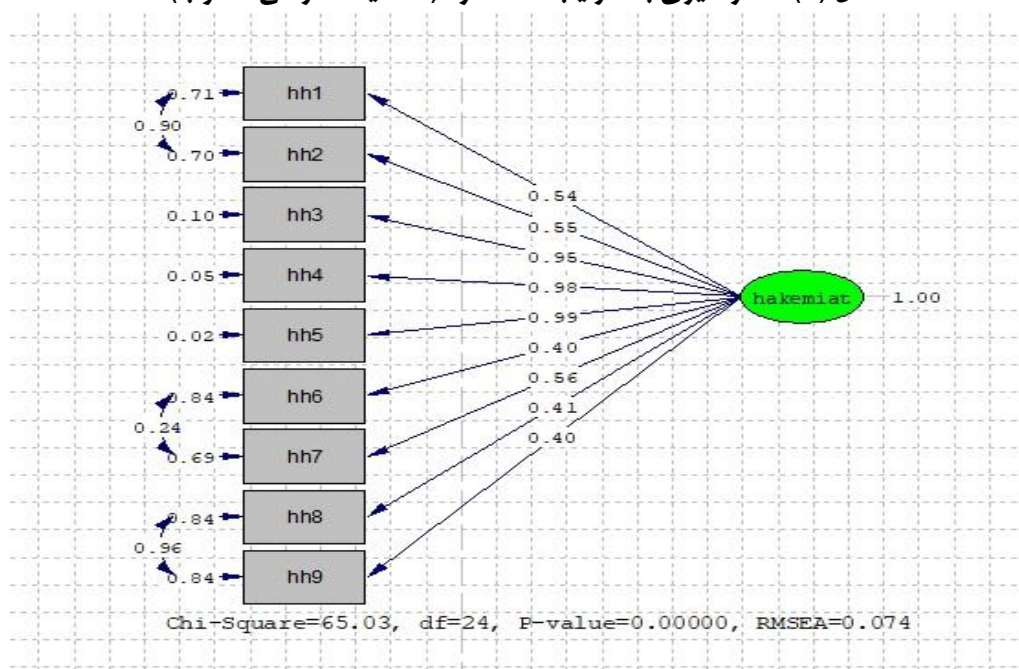 0.71 hh1
0.90
0.70 hh2
0.54
0.10 hh3
0.55
0.95
0.05 hh4
0.98
hakemiat 1.00
0.99
0.02 hh5
0.40
0.56
0.84 hh6
0.41
0.24
0.40
0.69 hh7
0.84 hh8
0.96
0.84 hh9
Chi-Square=65.03, df=24, P-value=0.00000, RMSEA=0.074